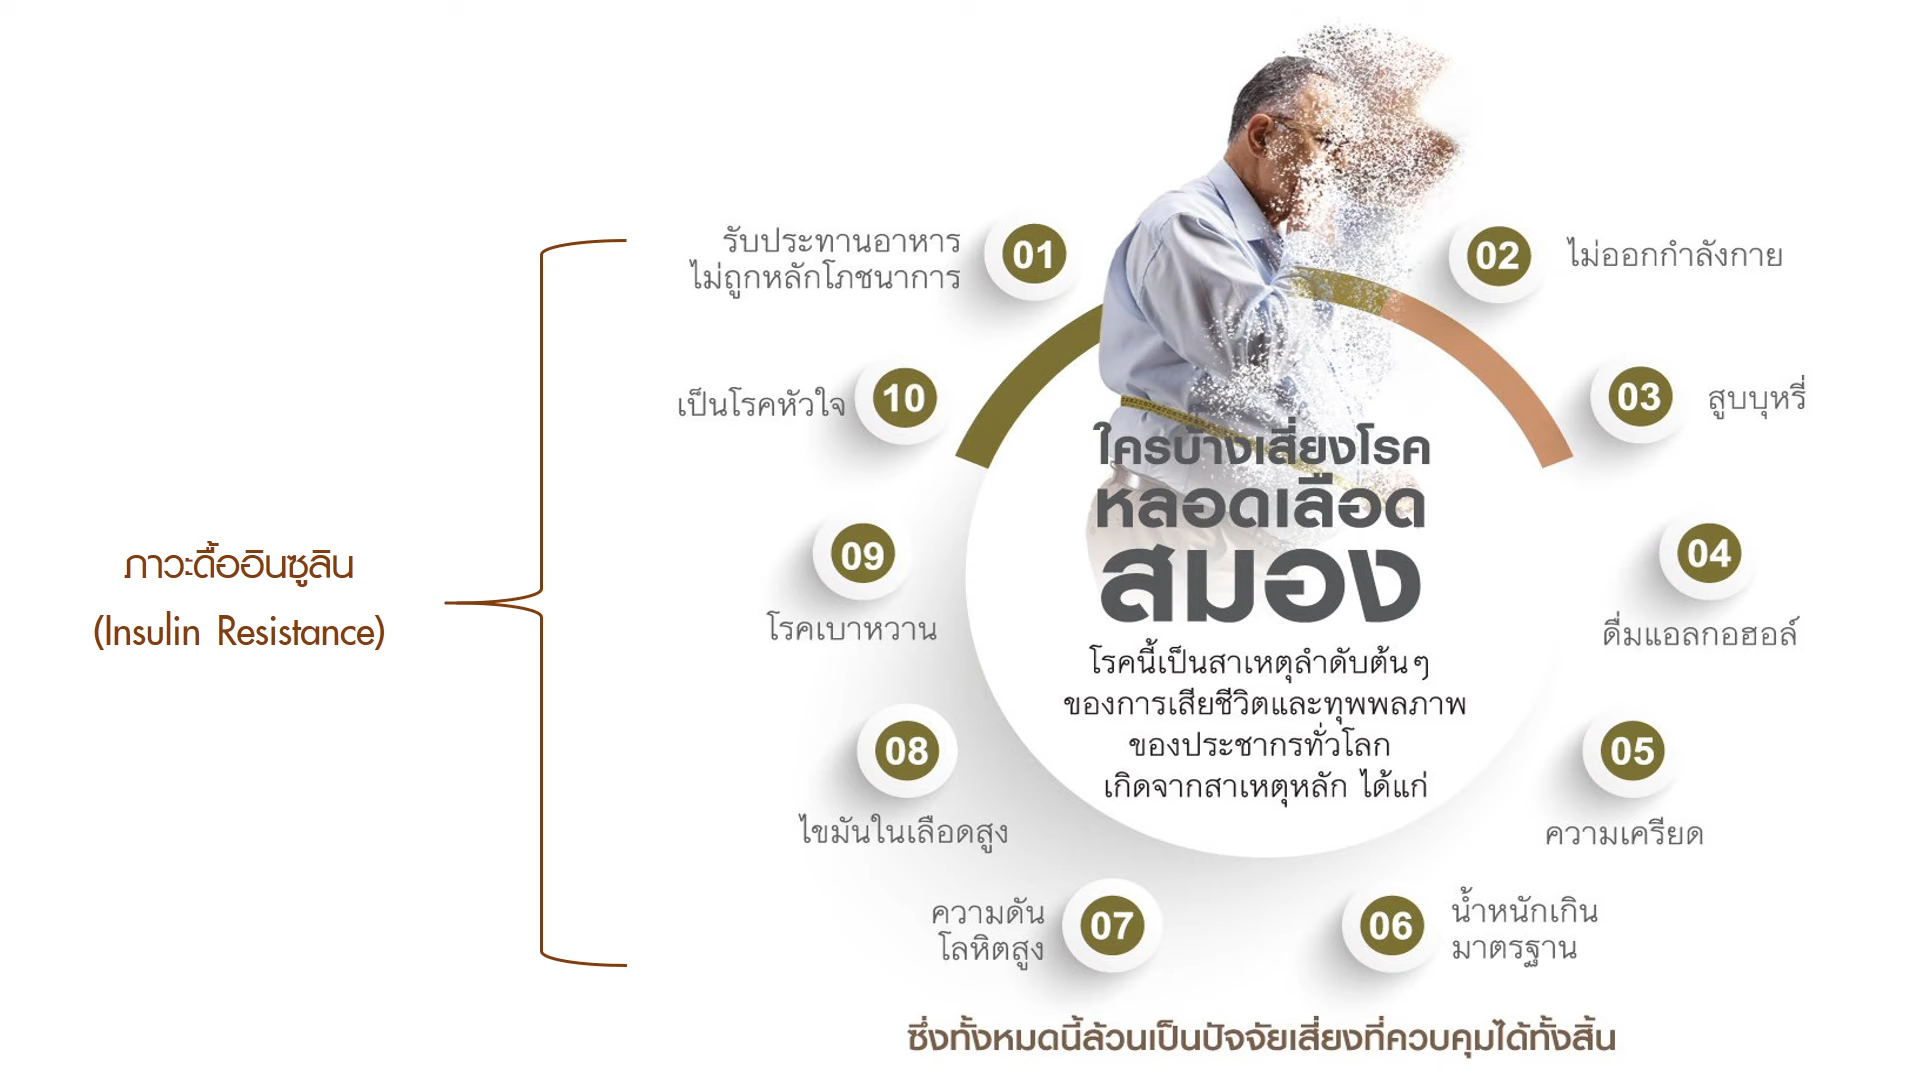 ภาวะดื้ออินซูลิน
(Insulin Resistance)
ใครบ้างเสี่ยงโรค
หลอดเลือด
สมอง
โรคนี้เป็นสาเหตุลำดับต้นๆ
ของการเสียชีวิตและทุพพลภาพ
ของประชากรทั่วโลก
เกิดจากสาเหตุหลัก ได้แก่
01
รับประทานอาหาร
ไม่ถูกหลักโภชนาการ
02
ไม่ออกกำลังกาย
03
สูบบุหรี่
04
ดื่มแอลกอฮอล์
05
ความเครียด
06
น้ำหนักเกิน
มาตรฐาน
07
ความดัน
โลหิตสูง
08
ไขมันในเลือดสูง
09
โรคเบาหวาน
10
เป็นโรคหัวใจ
ซึ่งทั้งหมดนี้ล้วนเป็นปัจจัยเสี่ยงที่ควบคุมได้ทั้งสิ้น